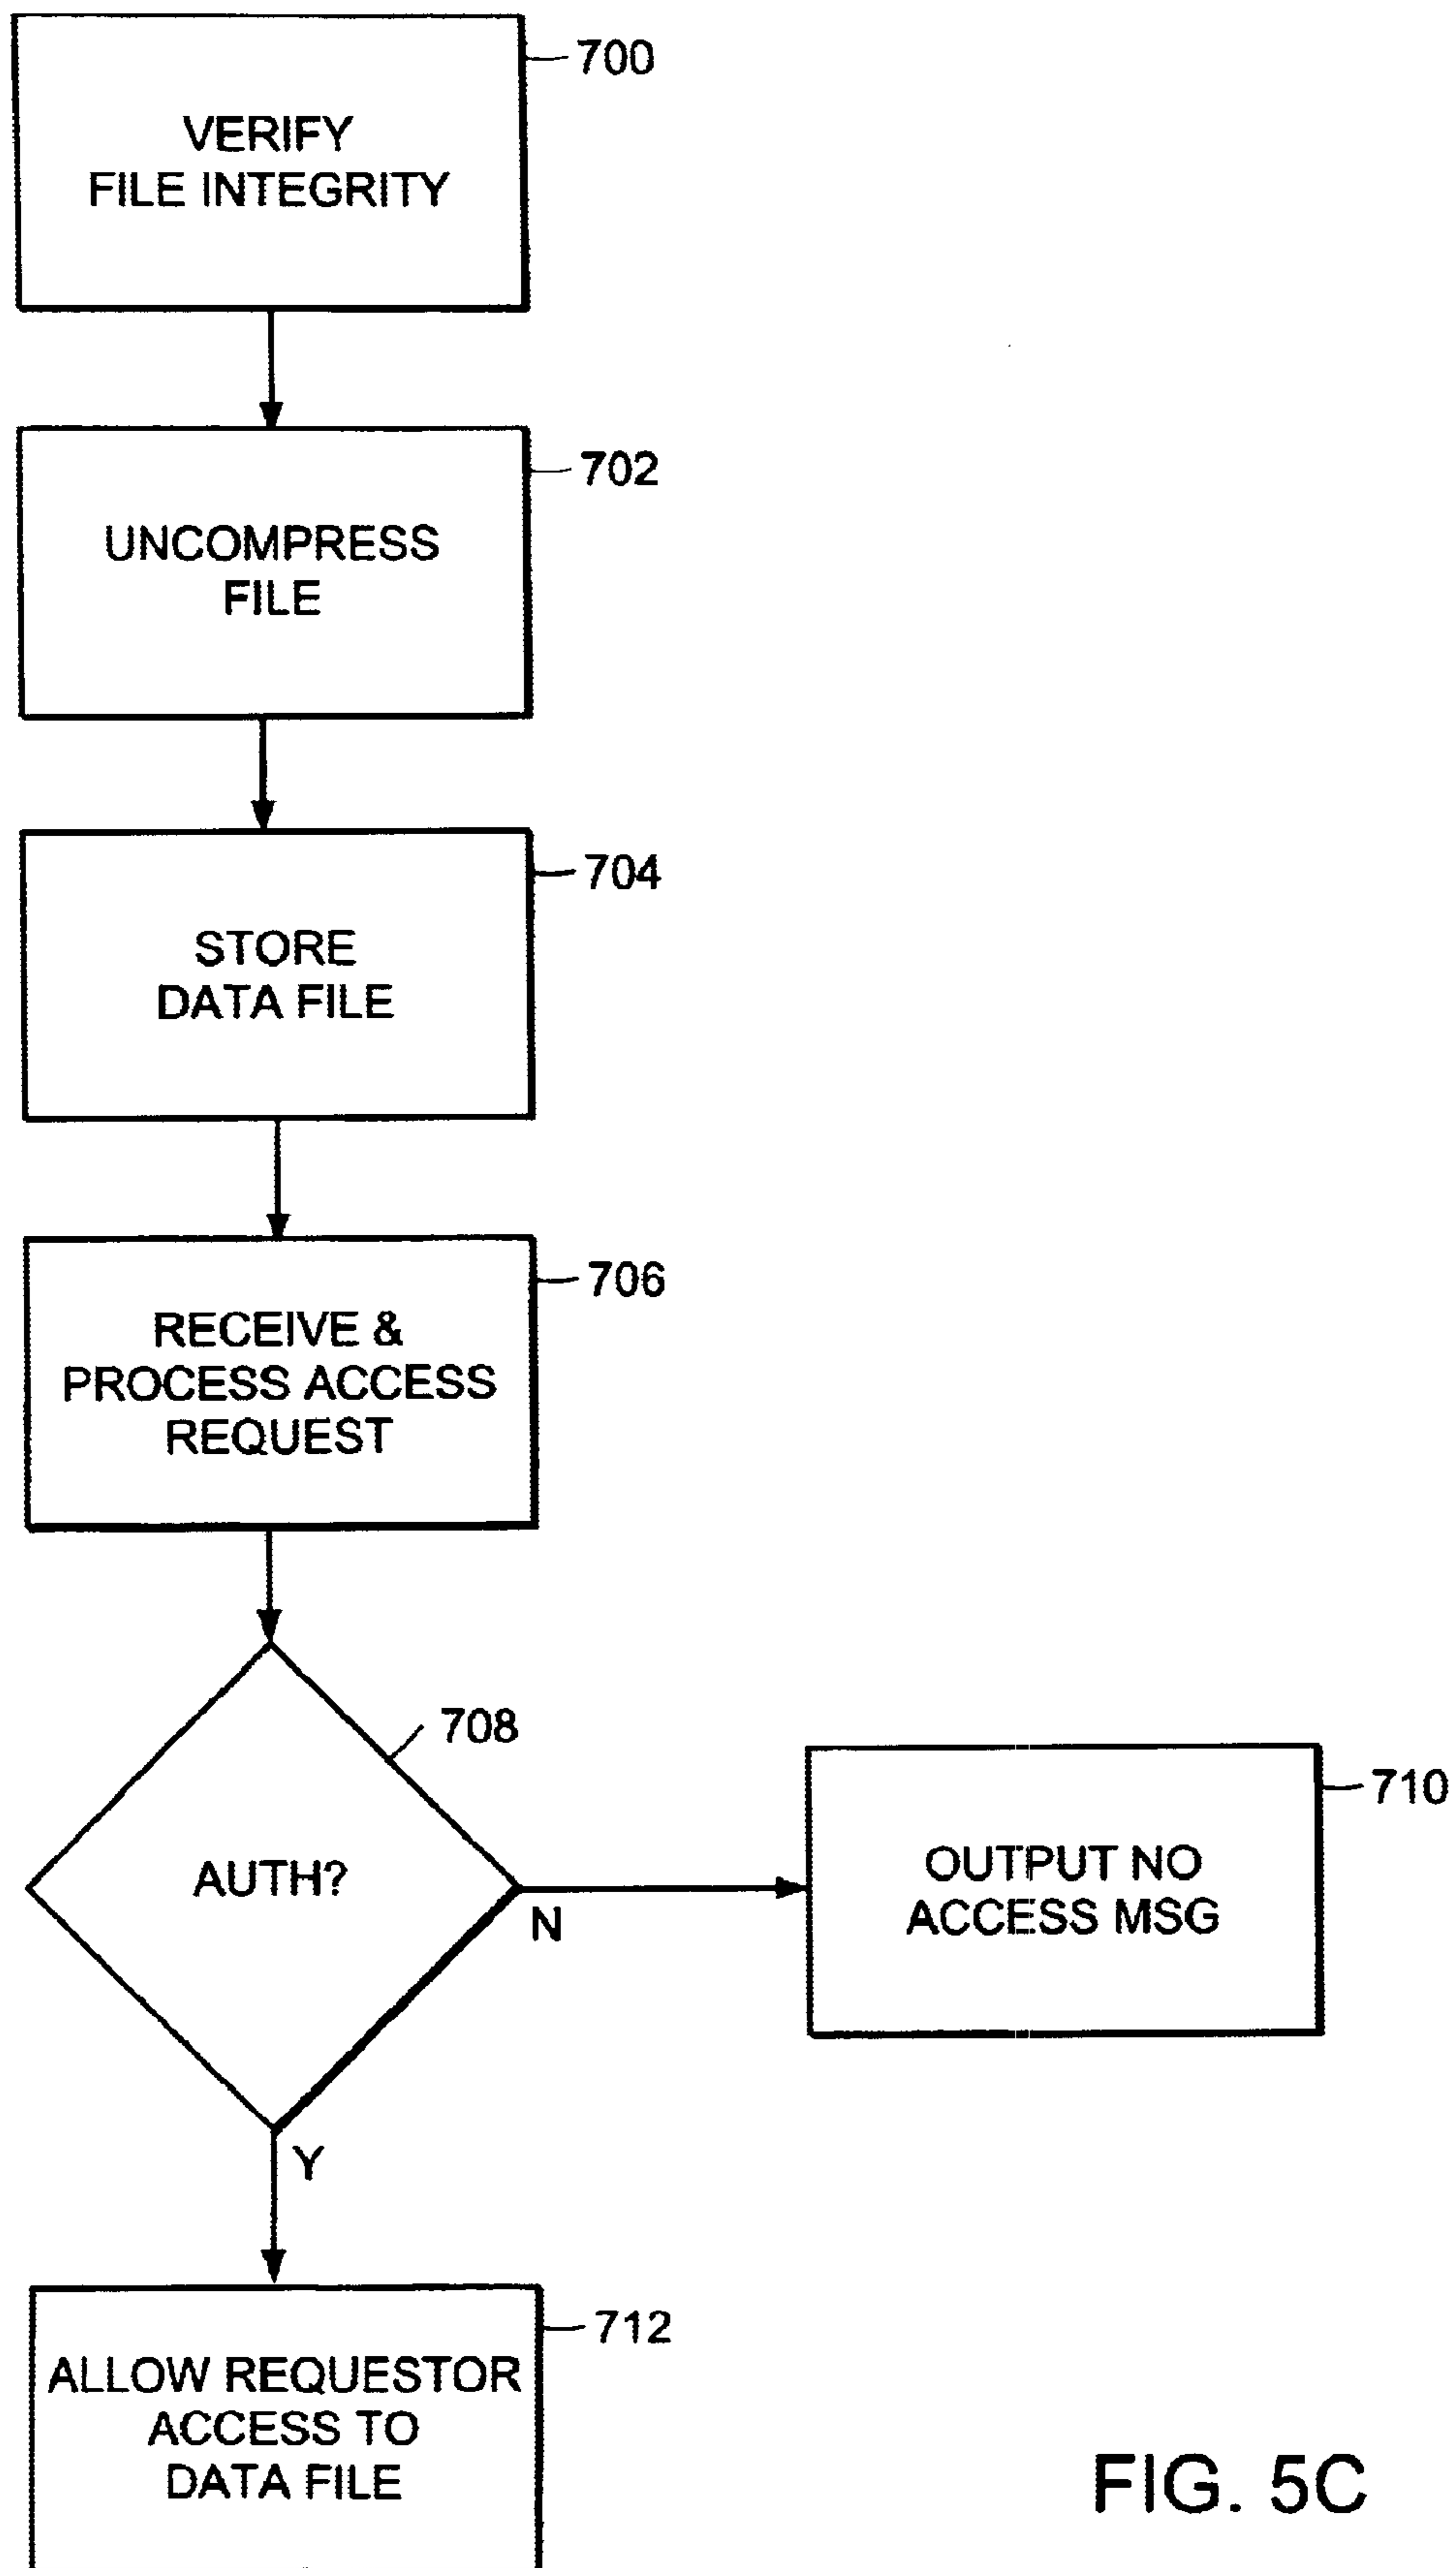 700
VERIFY
FILE INTEGRITY
702
UNCOMPRESS
FILE
704
STORE
DATA FILE
706
RECEIVE &
PROCESS ACCESS
REQUEST
708
AUTH?
N
710
OUTPUT NO
ACCESS MSG
Y
712
ALLOW REQUESTOR
ACCESS TO
DATA FILE
FIG. 5C